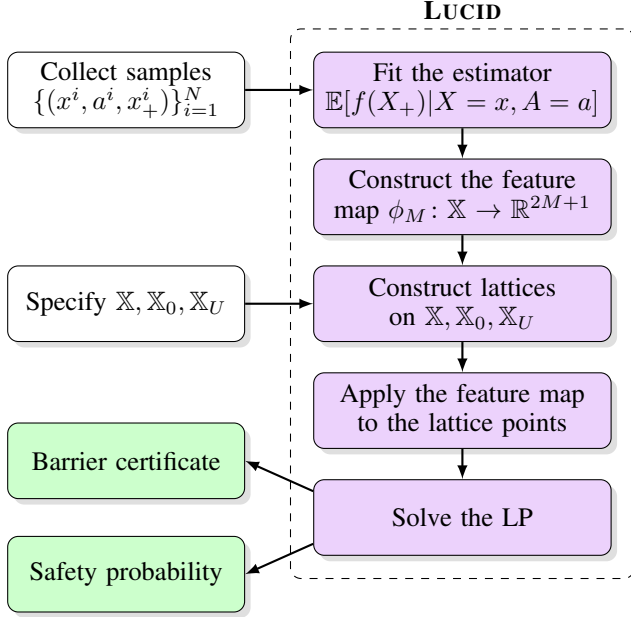 LUCID
Collect samples
{(x^i, a^i, x_+^i)}_{i=1}^N
Fit the estimator
𝔼[f(X_+)|X = x, A = a]
Construct the feature
map ϕ_M : 𝕏 → ℝ^{2M+1}
Specify 𝕏, 𝕏_0, 𝕏_U
Construct lattices
on 𝕏, 𝕏_0, 𝕏_U
Apply the feature map
to the lattice points
Barrier certificate
Solve the LP
Safety probability